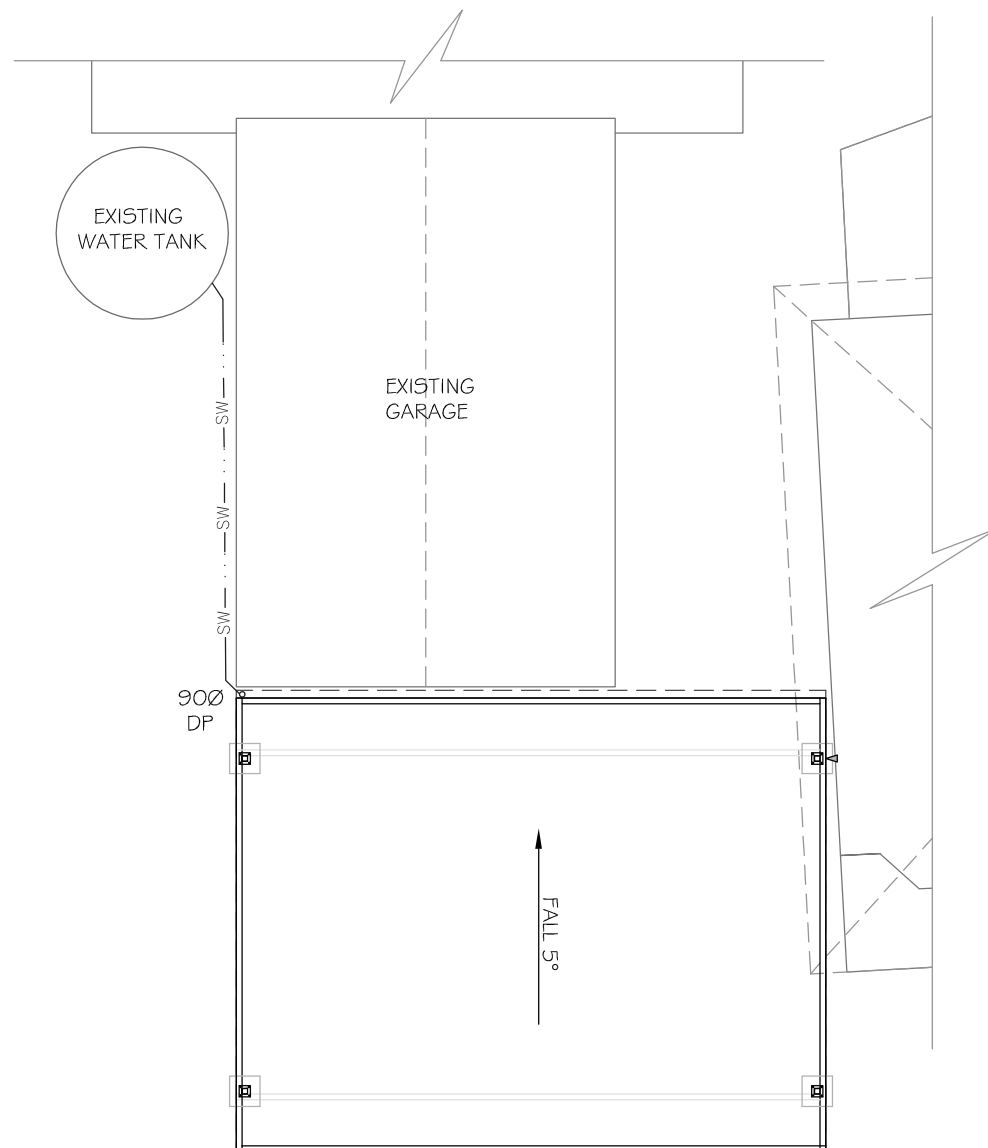 EXISTING
WATER TANK
EXISTING
GARAGE
SW
SW
SW
90Ø
DP
FALL 5°